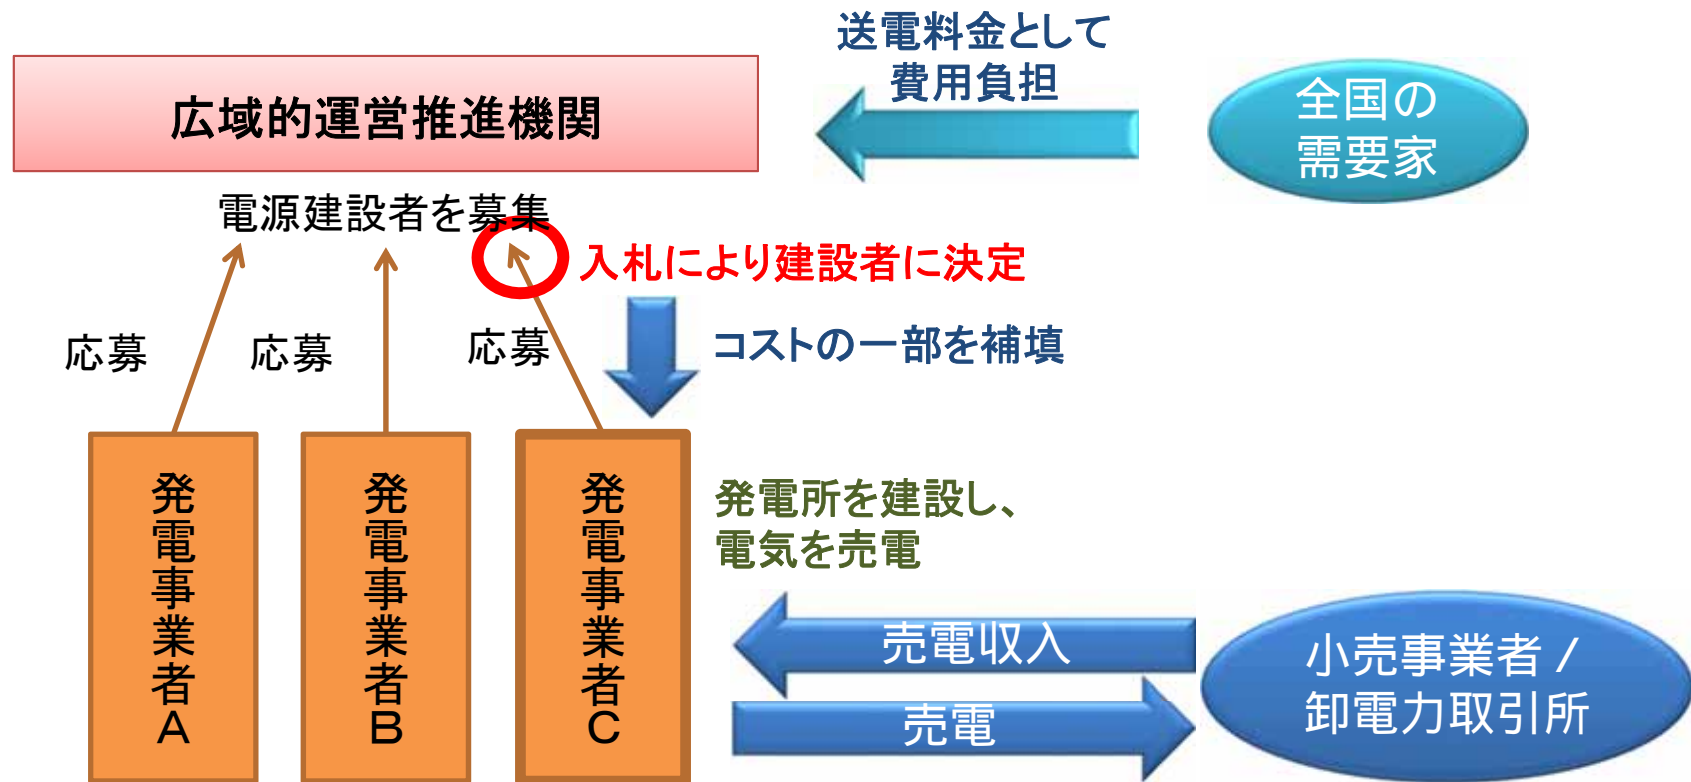 送電料金として
費用負担
広域的運営推進機関
全国の
需要家
電源建設者を募集
入札により建設者に決定
応募
応募
応募
コストの一部を補填
発電事業者A
発電事業者B
発電事業者C
発電所を建設し、
電気を売電
売電収入
売電
小売事業者/
卸電力取引所